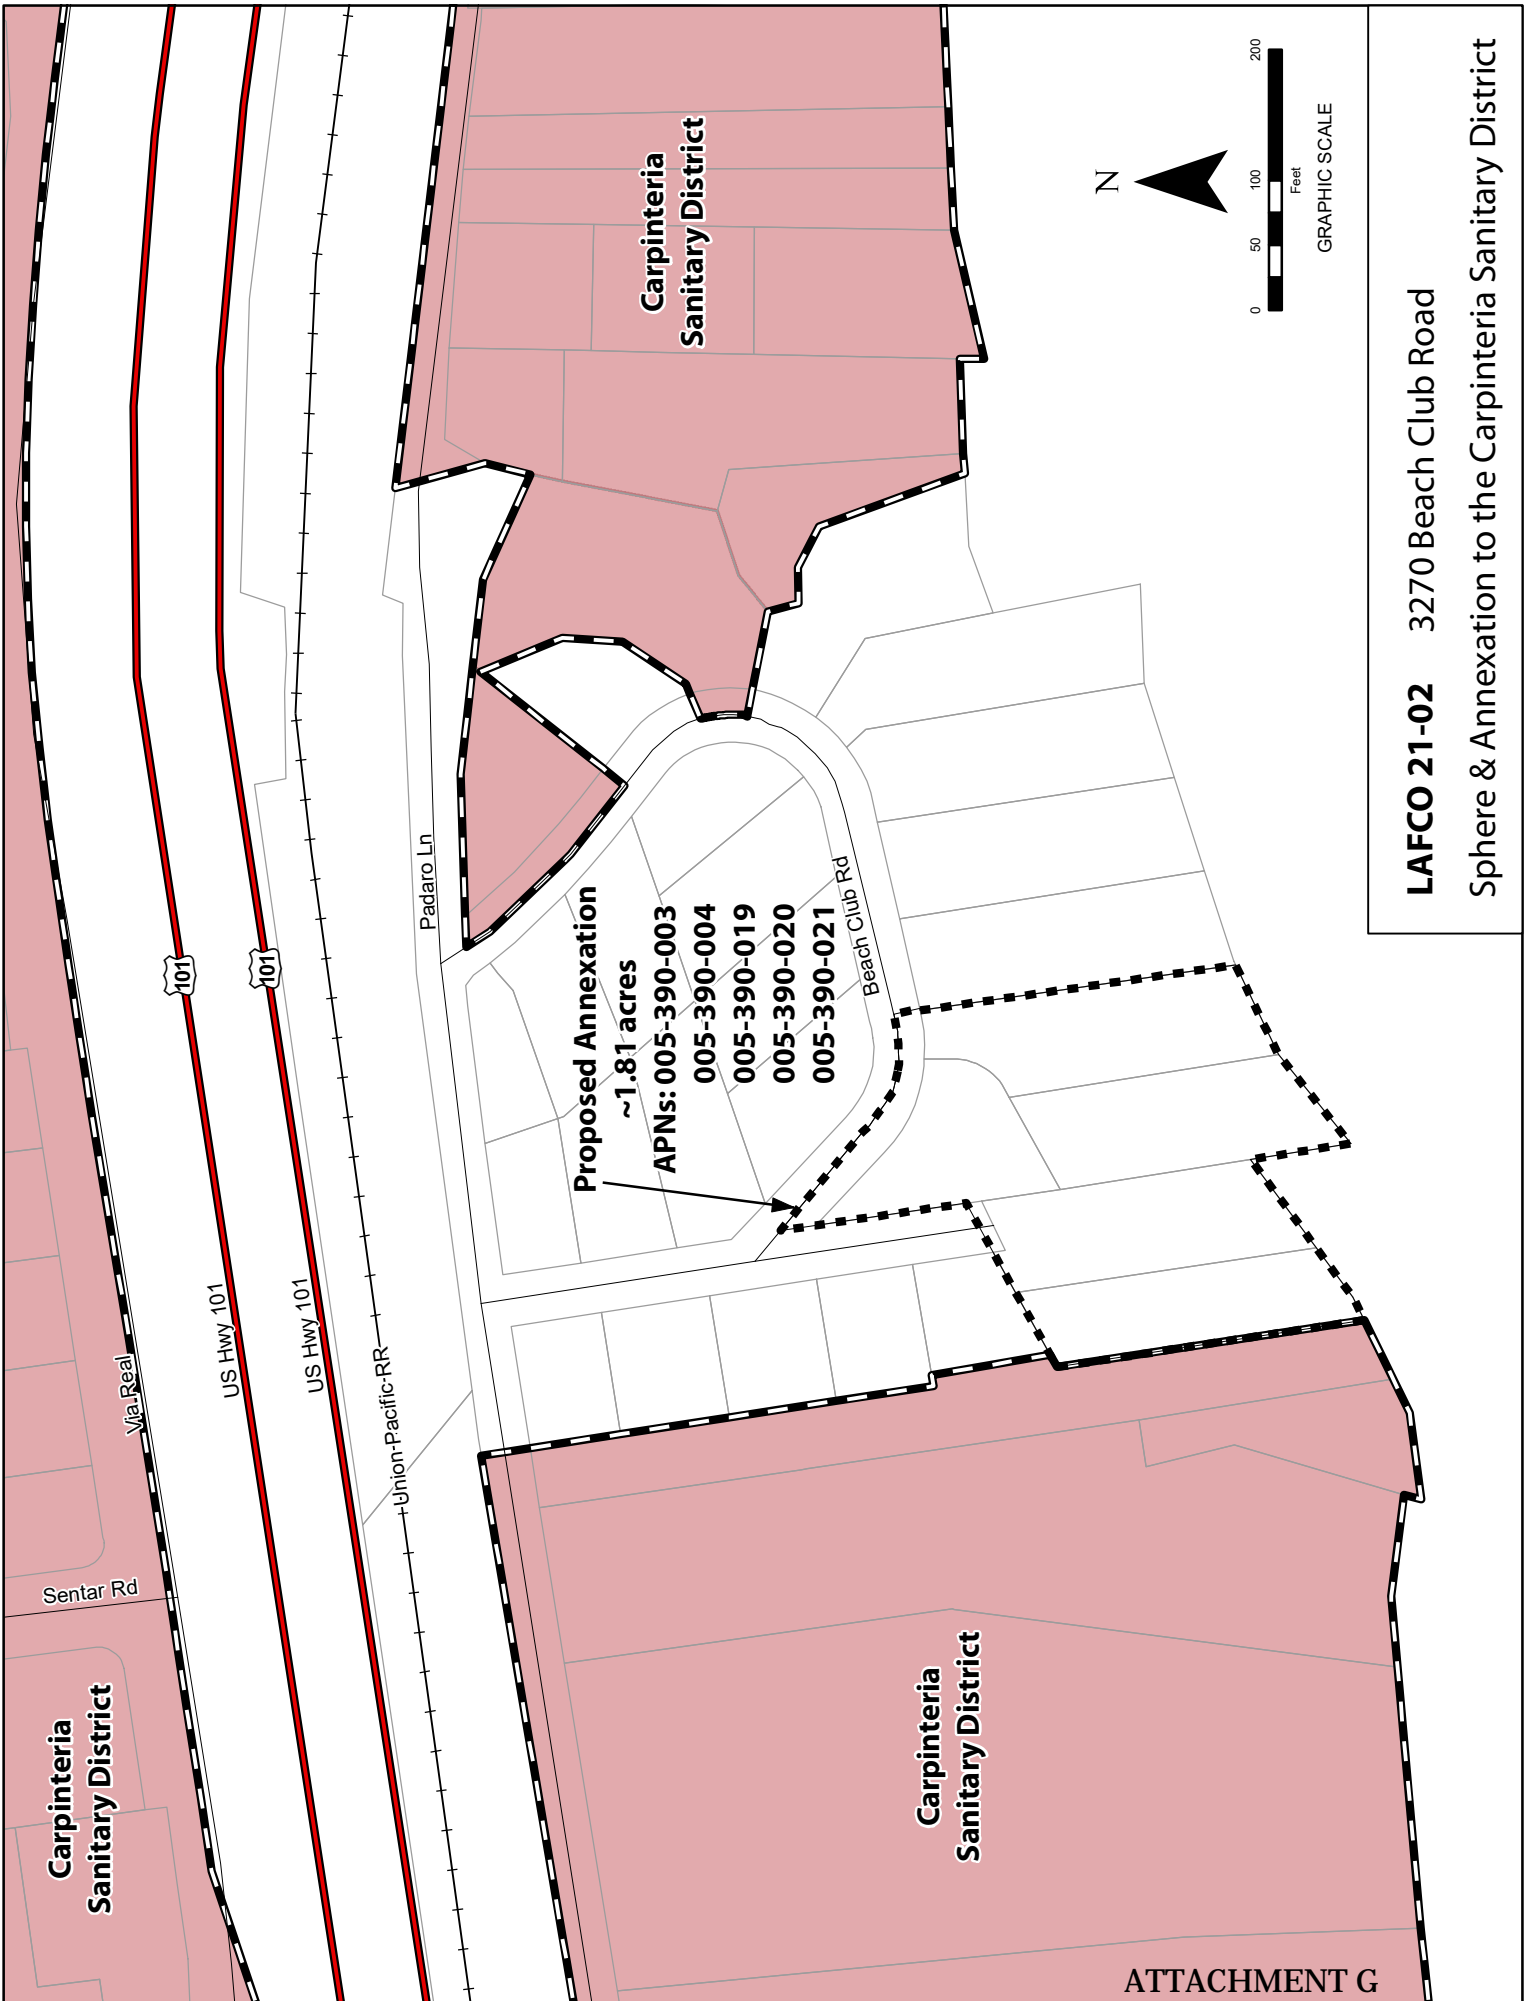 Carpinteria
Sanitary District
Sentar Rd
Via Real
US Hwy 101
US Hwy 101
101
101
Union Pacific RR
Padaro Ln
Carpinteria
Sanitary District
Proposed Annexation
~1.81 acres
APNs: 005-390-003
005-390-004
005-390-019
005-390-020
005-390-021
Beach Club Rd
Carpinteria
Sanitary District
N
0 50 100 200
Feet
GRAPHIC SCALE
LAFCO 21-02 3270 Beach Club Road
Sphere & Annexation to the Carpinteria Sanitary District
ATTACHMENT G